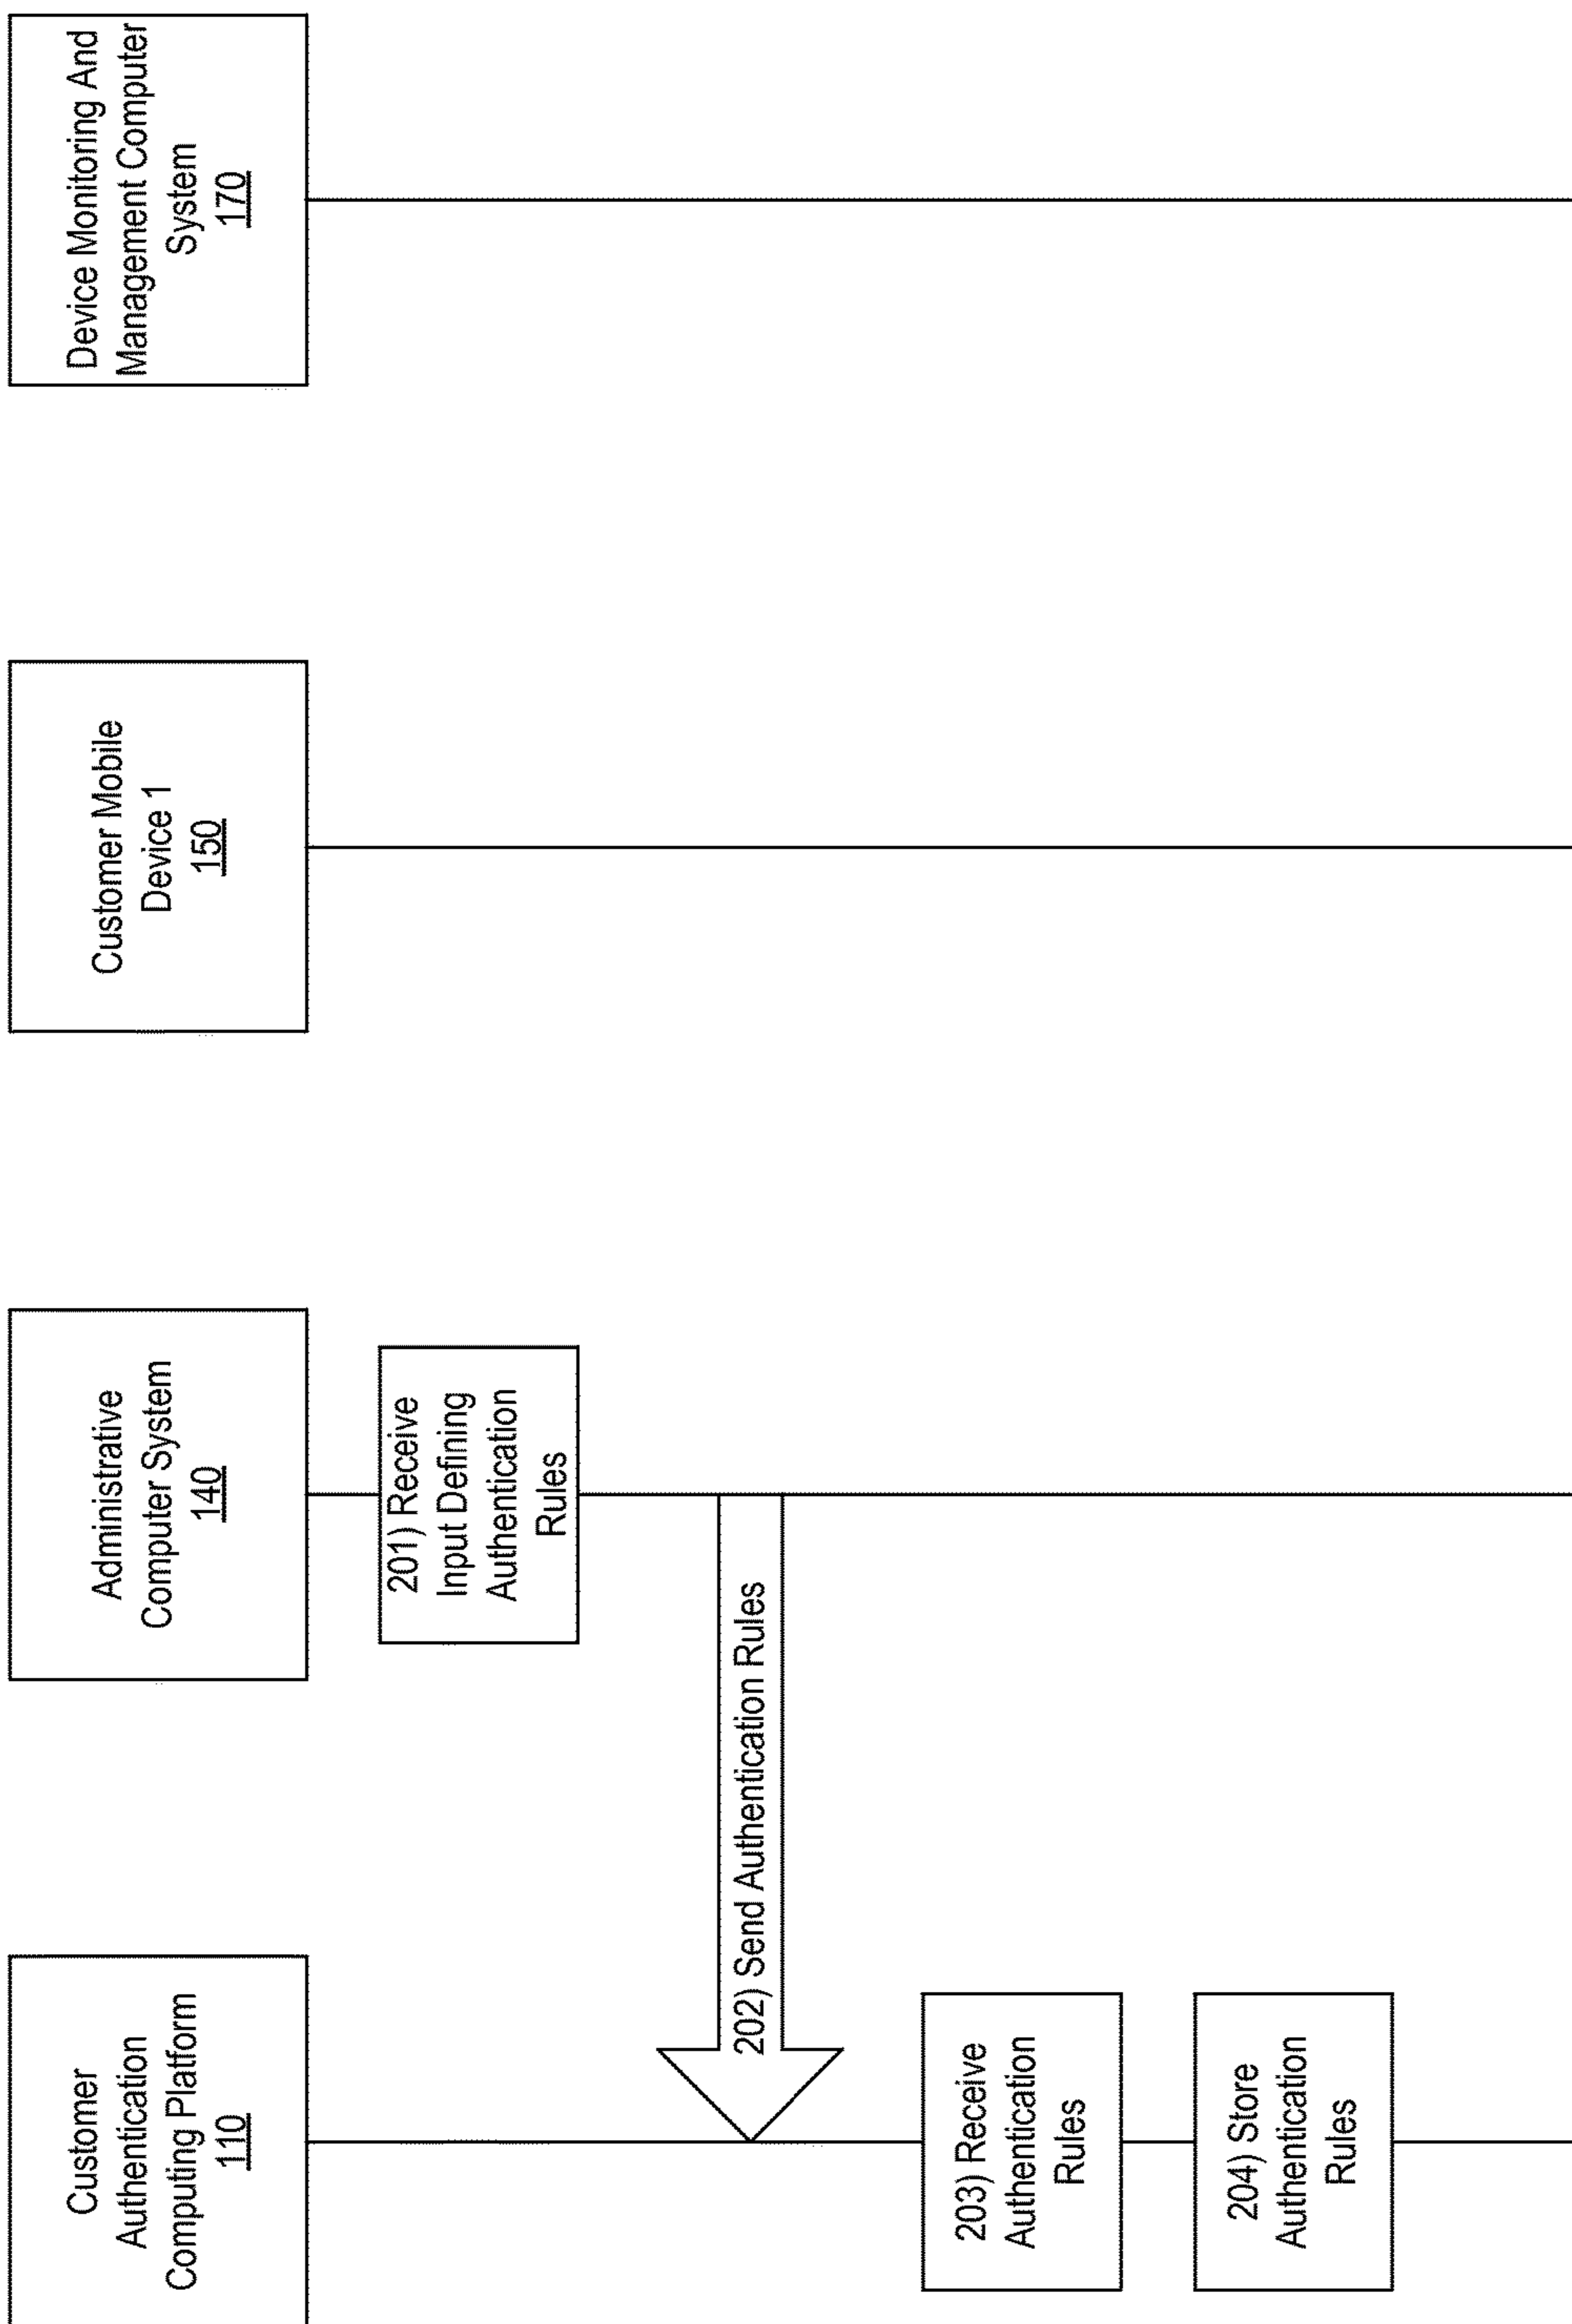 Customer
Authentication
Computing Platform
110
Administrative
Computer System
140
Customer Mobile
Device 1
150
Device Monitoring And
Management Computer
System
170
201) Receive
Input Defining
Authentication
Rules
202) Send Authentication Rules
203) Receive
Authentication
Rules
204) Store
Authentication
Rules